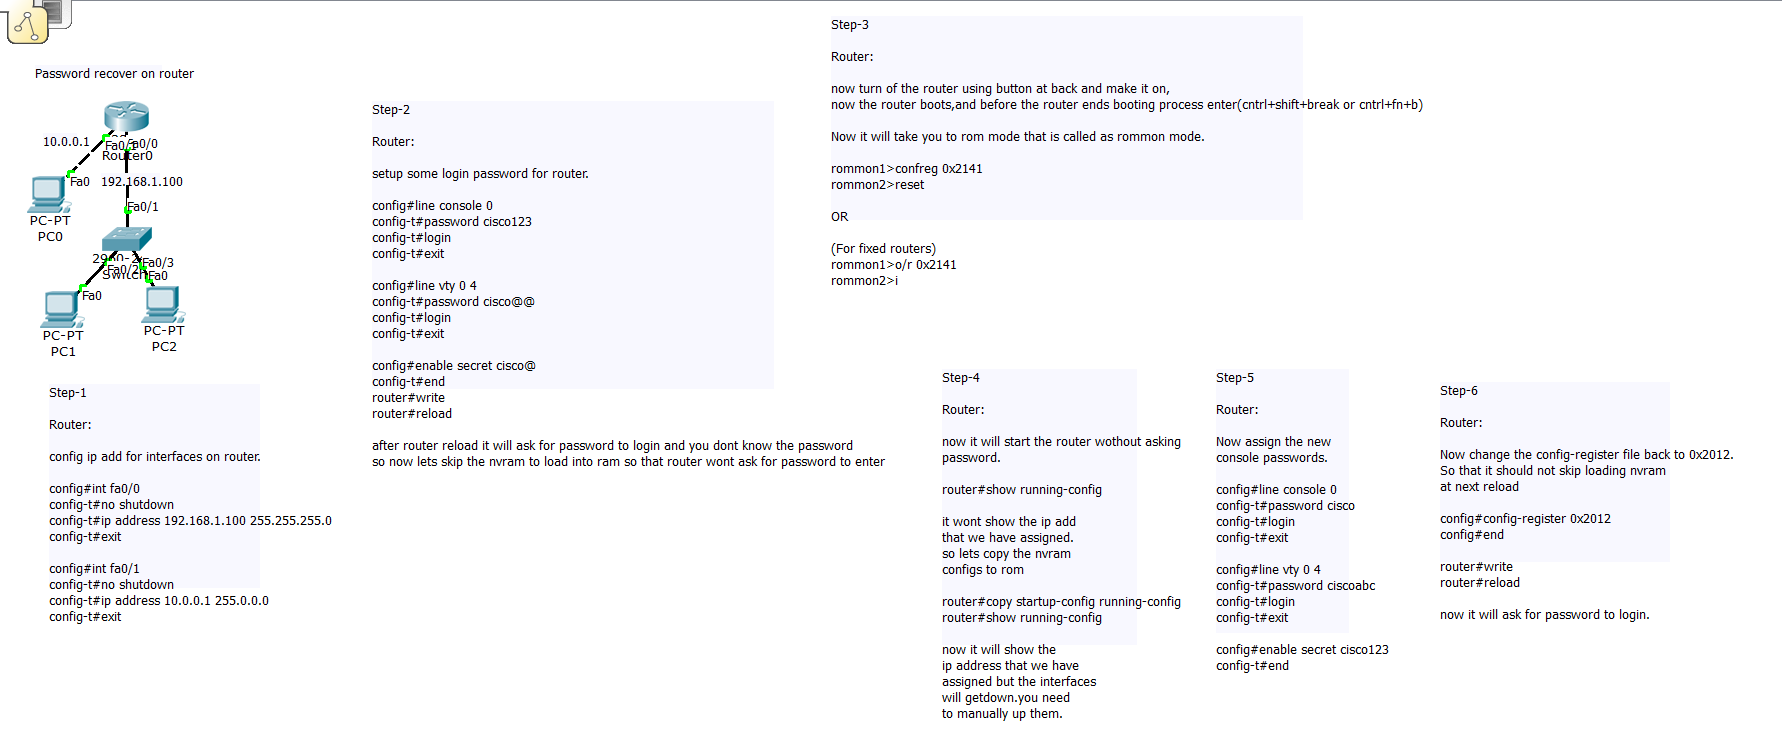 Password recover on router
10.0.0.1
Fa0/1
Fa0/0
Router0
Fa0
192.168.1.100
Fa0/1
PC-PT
PC0
Fa0/3
Fa0/2
Switch
Fa0
Fa0
PC-PT
PC1
PC-PT
PC2
Step-1
Router:
config ip add for interfaces on router.
config#int fa0/0
config-t#no shutdown
config-t#ip address 192.168.1.100 255.255.255.0
config-t#exit
config#int fa0/1
config-t#no shutdown
config-t#ip address 10.0.0.1 255.0.0.0
config-t#exit
Step-2
Router:
setup some login password for router.
config#line console 0
config-t#password cisco123
config-t#login
config-t#exit
config#line vty 0 4
config-t#password cisco@@
config-t#login
config-t#exit
config#enable secret cisco@
config-t#end
router#write
router#reload
after router reload it will ask for password to login and you dont know the password
so now lets skip the nvram to load into ram so that router wont ask for password to enter
Step-3
Router:
now turn of the router using button at back and make it on,
now the router boots,and before the router ends booting process enter(cntrl+shift+break or cntrl+fn+b)
Now it will take you to rom mode that is called as rommon mode.
rommon1>confreg 0x2141
rommon2>reset
OR
(For fixed routers)
rommon1>o/r 0x2141
rommon2>i
Step-4
Router:
now it will start the router wothout asking
password.
router#show running-config
it wont show the ip add
that we have assigned.
so lets copy the nvram
configs to rom
router#copy startup-config running-config
router#show running-config
now it will show the
ip address that we have
assigned but the interfaces
will getdown.you need
to manually up them.
Step-5
Router:
Now assign the new
console passwords.
config#line console 0
config-t#password cisco
config-t#login
config-t#exit
config#line vty 0 4
config-t#password ciscoabc
config-t#login
config-t#exit
config#enable secret cisco123
config-t#end
Step-6
Router:
Now change the config-register file back to 0x2012.
So that it should not skip loading nvram
at next reload
config#config-register 0x2012
config#end
router#write
router#reload
now it will ask for password to login.